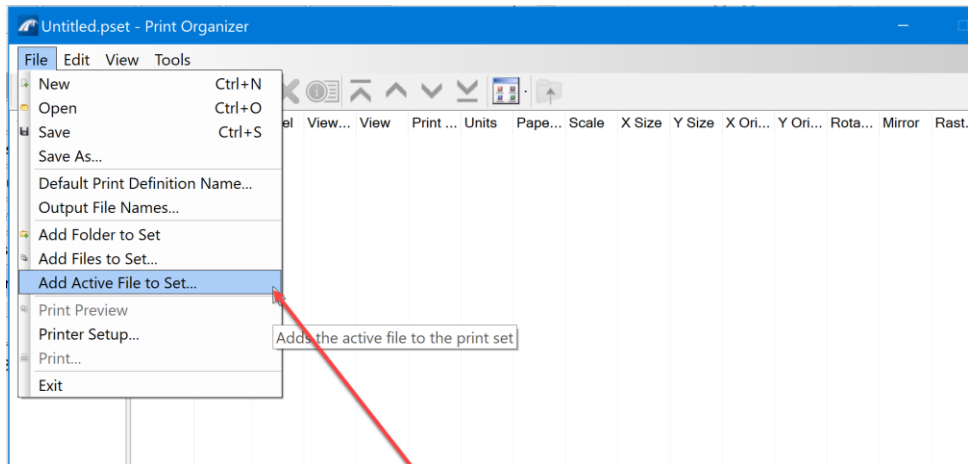 Untitled.pset - Print Organizer
File Edit View Tools
New Ctrl+N
Open Ctrl+O
Save Ctrl+S
Save As...
Default Print Definition Name...
Output File Names...
Add Folder to Set
Add Files to Set...
Add Active File to Set...
Print Preview
Printer Setup...
Print...
Exit
el View... View Print ... Units Pape... Scale X Size Y Size X Ori... Y Ori... Rota... Mirror Rast.
Adds the active file to the print set